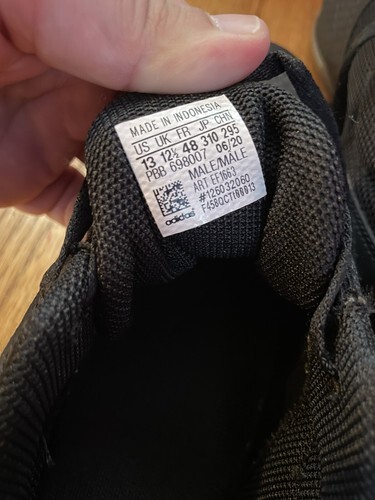 MADE IN INDONESIA
US UK FR JP CHN
13 12½ 48 310 295
PBB 698007 06/20
MALE/MALE
ART EF1663
#126032060
F458QCT100013
adidas